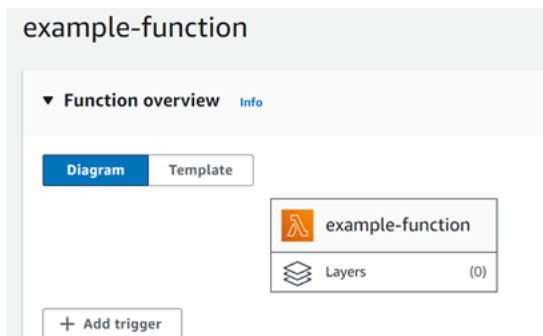 example-function
Function overview Info
Diagram Template
example-function
Layers (0)
+ Add trigger